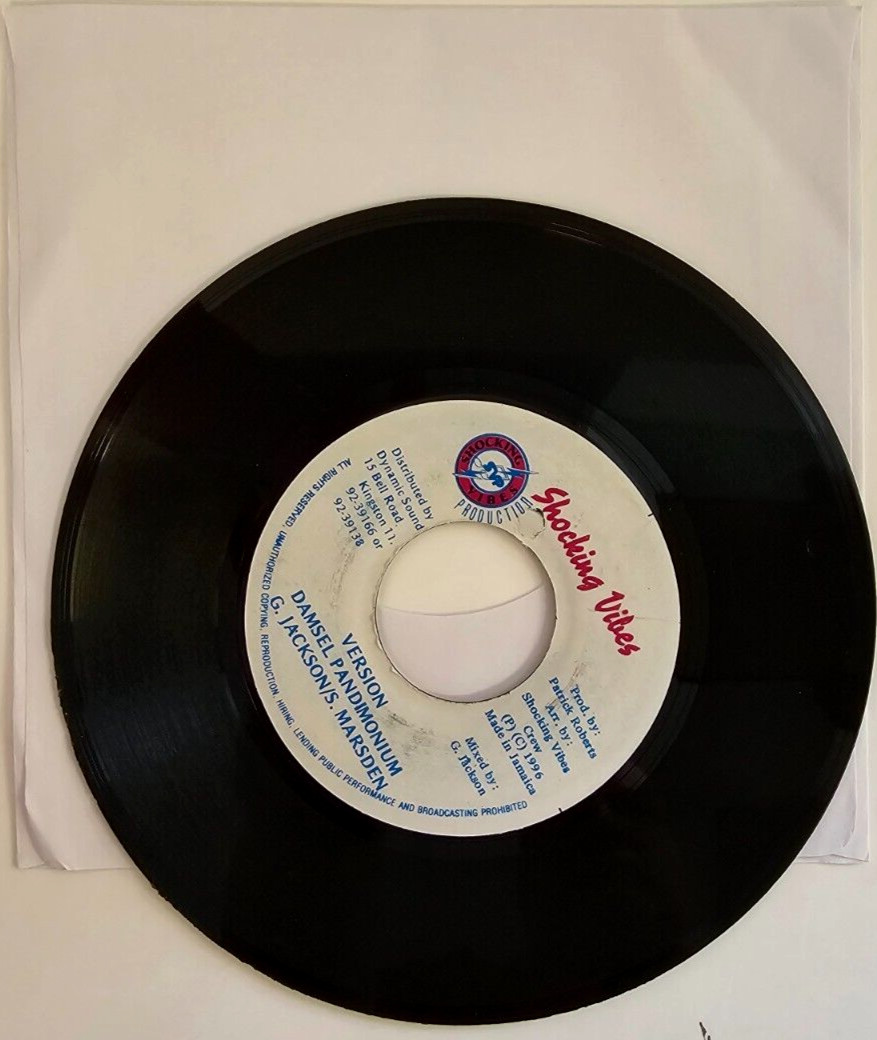 SHOCKING
VIBES
PRODUCTION
Shocking Vibes
Distributed by
Dynamic Sound
15 Bell Road
Kingston 11.
92-39166 or
92-39138
Prod. by:
Patrick Roberts
Arr. by:
Shocking Vibes
Crew
(P) (C) 1996
Made in Jamaica
Mixed by:
G. Jackson
VERSION
DAMSEL PANDIMONIUM
G. JACKSON/S. MARSDEN
ALL RIGHTS RESERVED, UNAUTHORIZED COPYING, REPRODUCTION, HIRING, LENDING PUBLIC PERFORMANCE AND BROADCASTING PROHIBITED